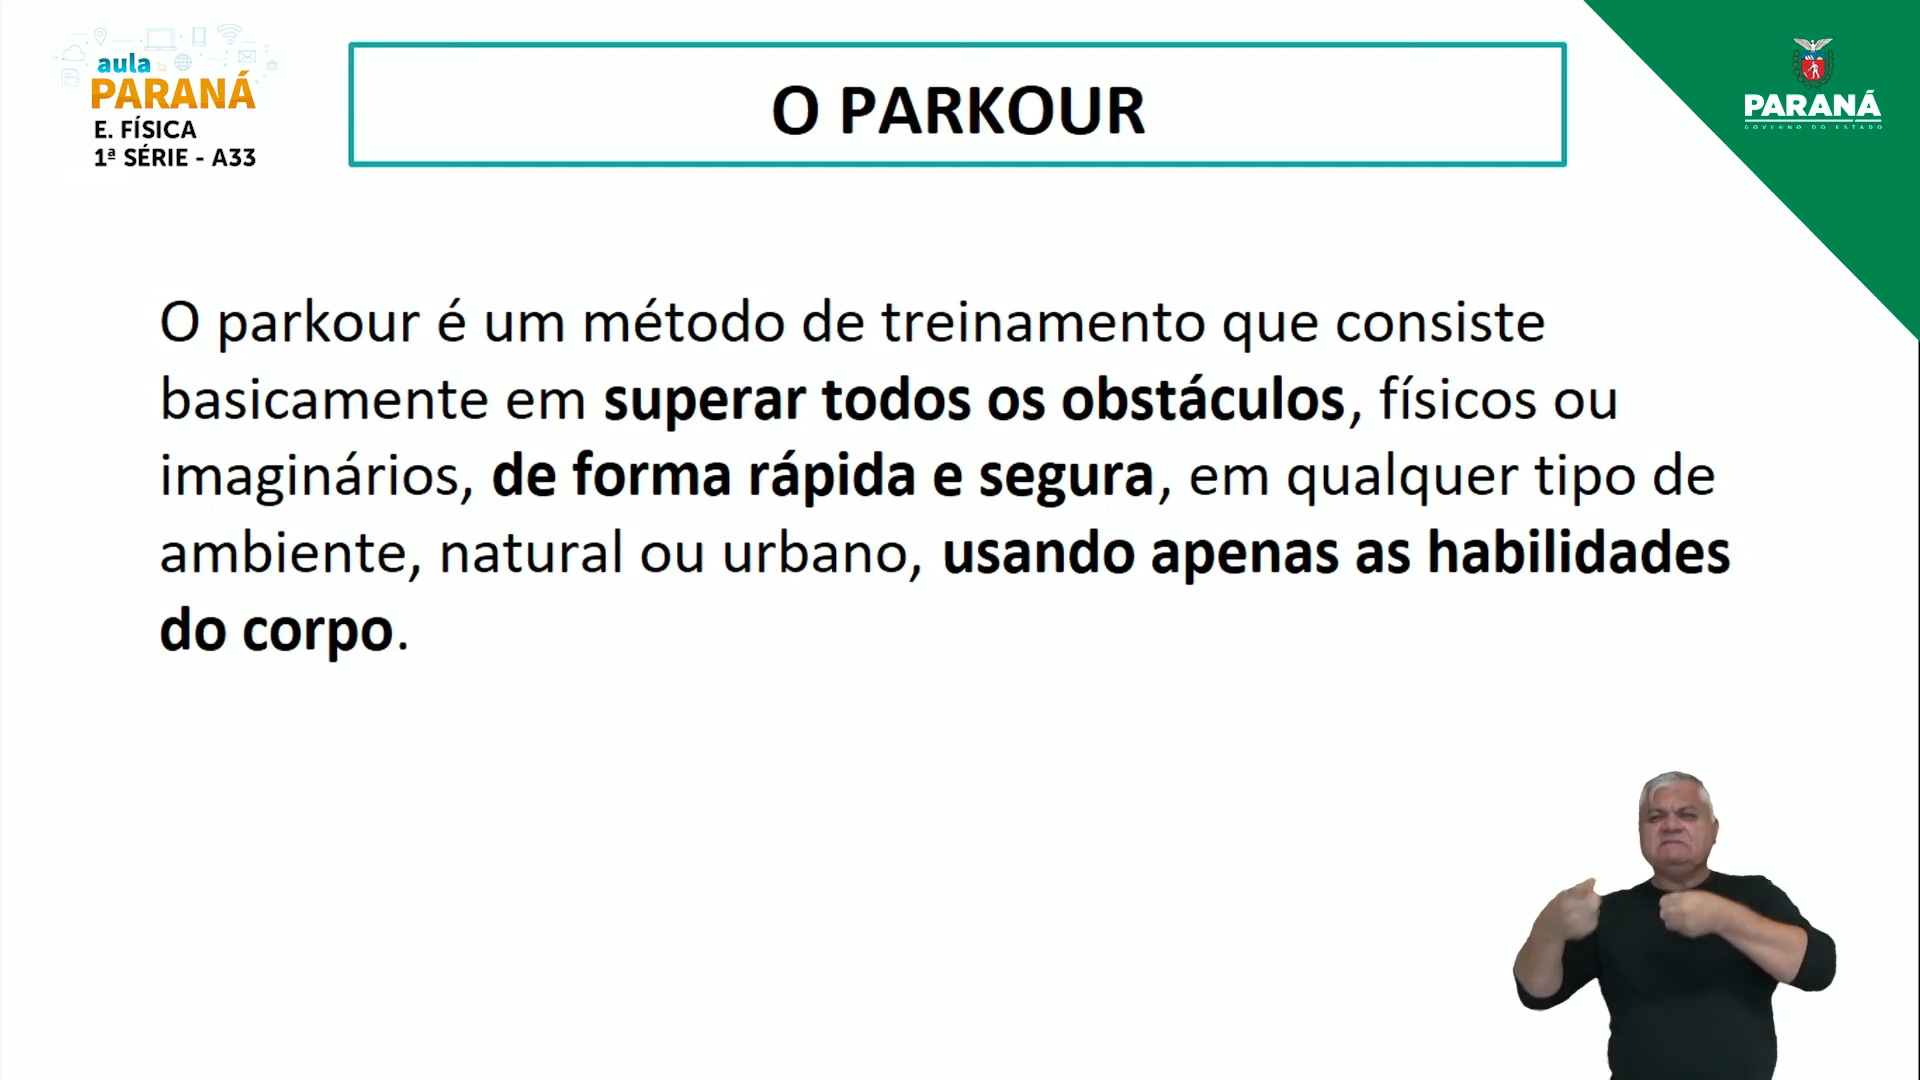 aula
PARANÁ
E. FÍSICA
1ª SÉRIE - A33
O PARKOUR
PARANÁ
GOVERNO DO ESTADO
O parkour é um método de treinamento que consiste
basicamente em superar todos os obstáculos, físicos ou
imaginários, de forma rápida e segura, em qualquer tipo de
ambiente, natural ou urbano, usando apenas as habilidades
do corpo.